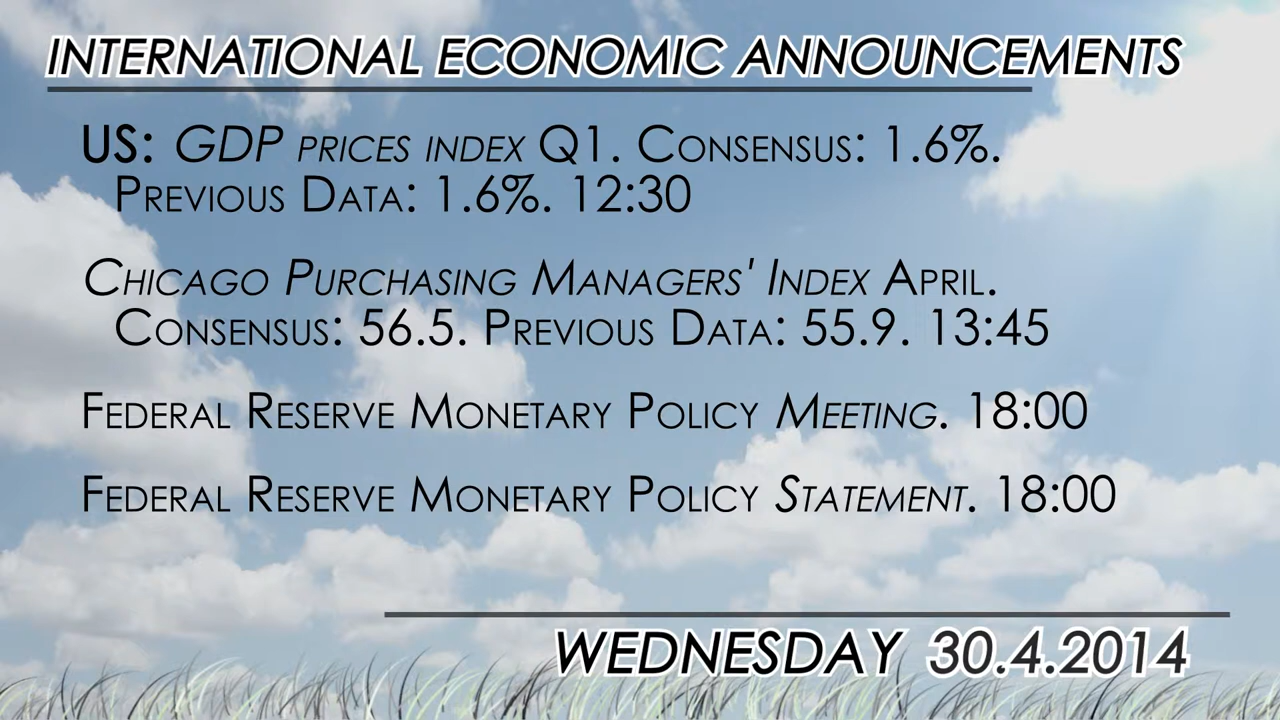 INTERNATIONAL ECONOMIC ANNOUNCEMENTS
US: GDP PRICES INDEX Q1. CONSENSUS: 1.6%.
PREVIOUS DATA: 1.6%. 12:30
CHICAGO PURCHASING MANAGERS' INDEX APRIL.
CONSENSUS: 56.5. PREVIOUS DATA: 55.9. 13:45
FEDERAL RESERVE MONETARY POLICY MEETING. 18:00
FEDERAL RESERVE MONETARY POLICY STATEMENT. 18:00
WEDNESDAY 30.4.2014